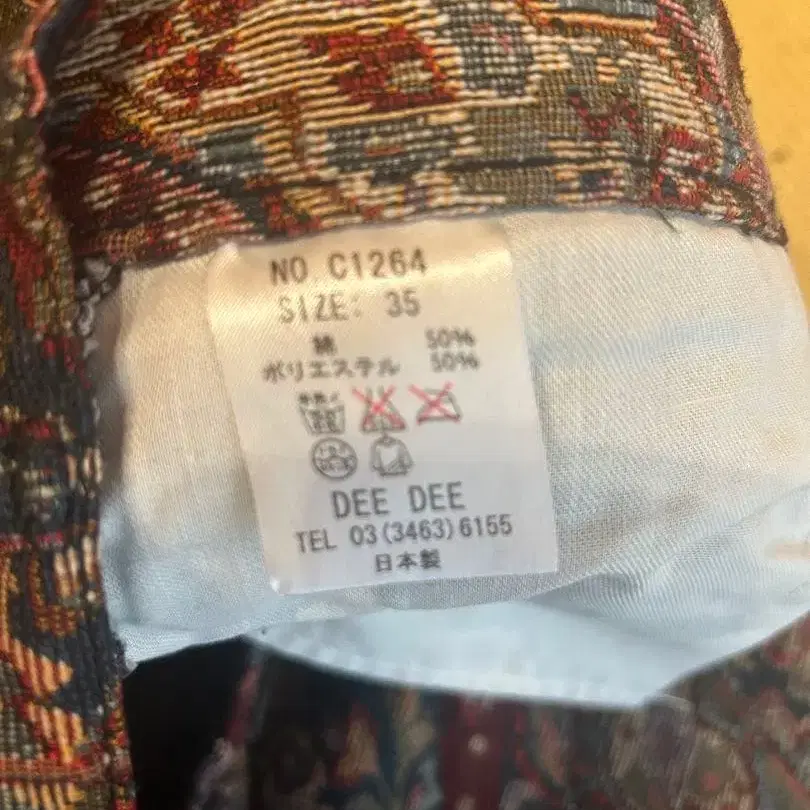 NO.C1264
SIZE: 35
綿 50%
ポリエステル 50%
DEE DEE
TEL 03(3463)6155
日本製